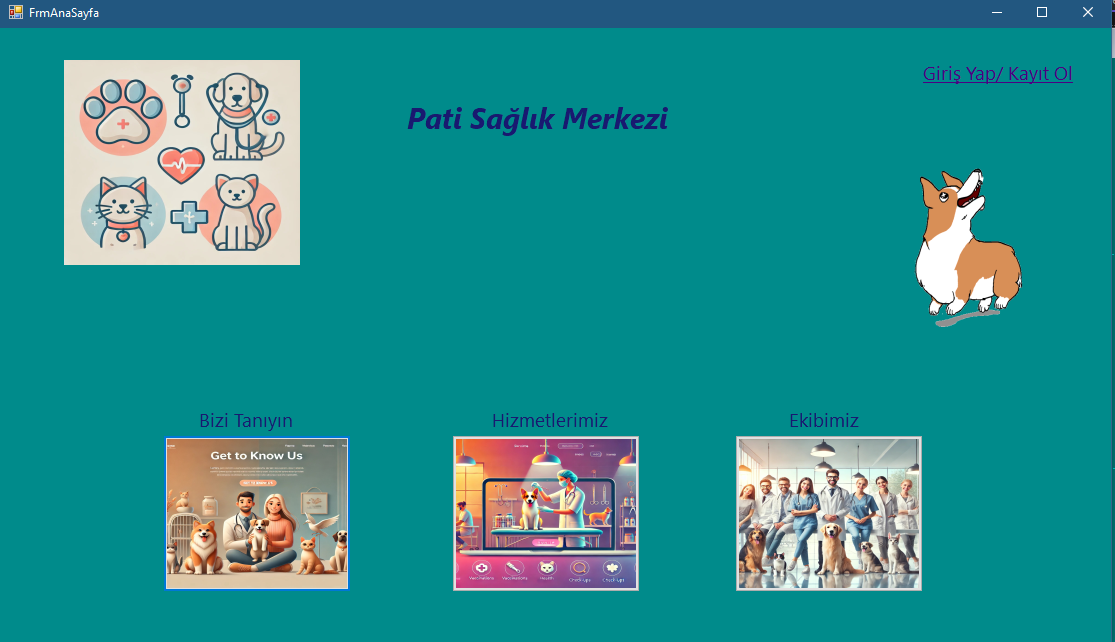 FrmAnaSayfa
Giriş Yap/ Kayıt Ol
Pati Sağlık Merkezi
Bizi Tanıyın
Hizmetlerimiz
Ekibimiz
Get to Know Us